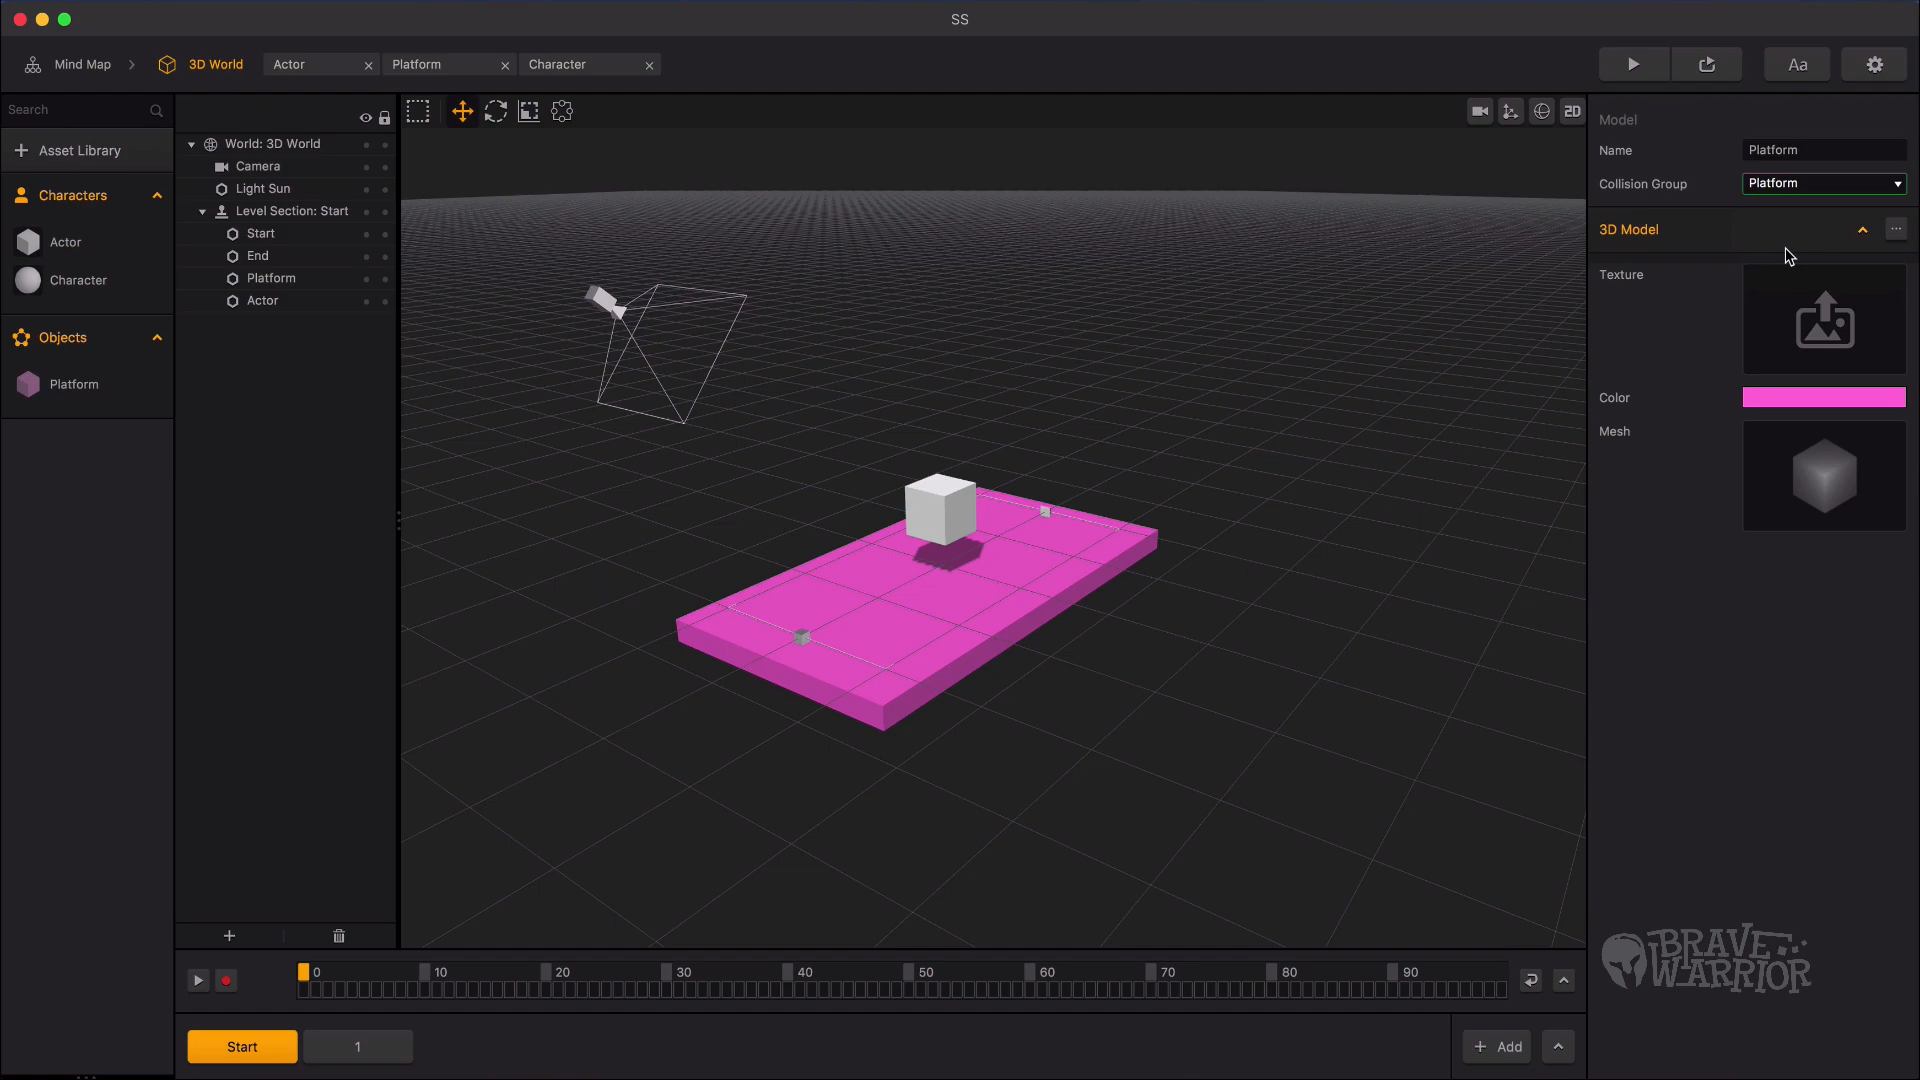 SS
Mind Map
3D World
Actor
Platform
Character
Aa
Search
Asset Library
Characters
Actor
Character
Objects
Platform
World: 3D World
Camera
Light Sun
Level Section: Start
Start
End
Platform
Actor
2D
Model
Name Platform
Collision Group Platform
3D Model
Texture
Color
Mesh
0 10 20 30 40 50 60 70 80 90
Start 1
+ Add
BRAVE
WARRIOR